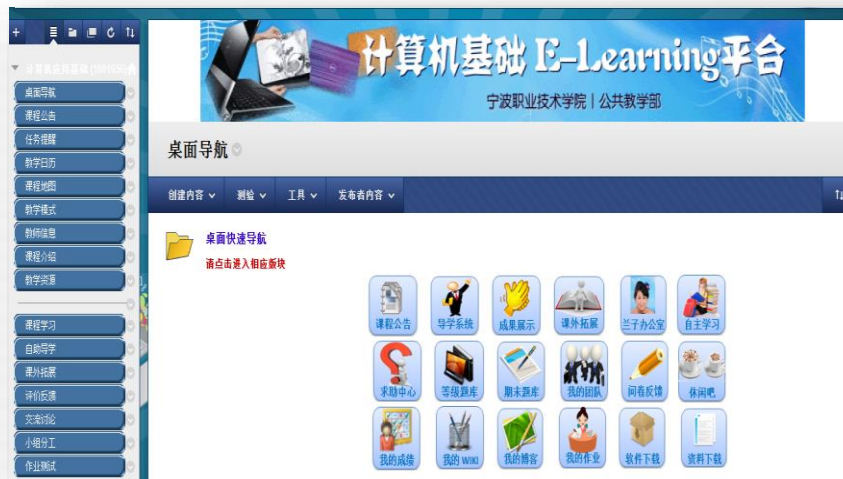 计算机基础 E-Learning平台
宁波职业技术学院 | 公共教学部
桌面导航
课程公告
任务提醒
教学日历
课程地图
教学模式
教师信息
课程介绍
教学资源
课程学习
自助导学
课外拓展
评价反馈
交流讨论
小组分工
作业测试
桌面导航
创建内容 测验 工具 发布者内容
桌面快速导航
请点击进入相应版块
课程公告 导学系统 成果展示 课外拓展 兰子办公室 自主学习
求助中心 等级题库 期末题库 我的团队 问卷反馈 休闲吧
我的成绩 我的 WIKI 我的博客 我的作业 软件下载 资料下载